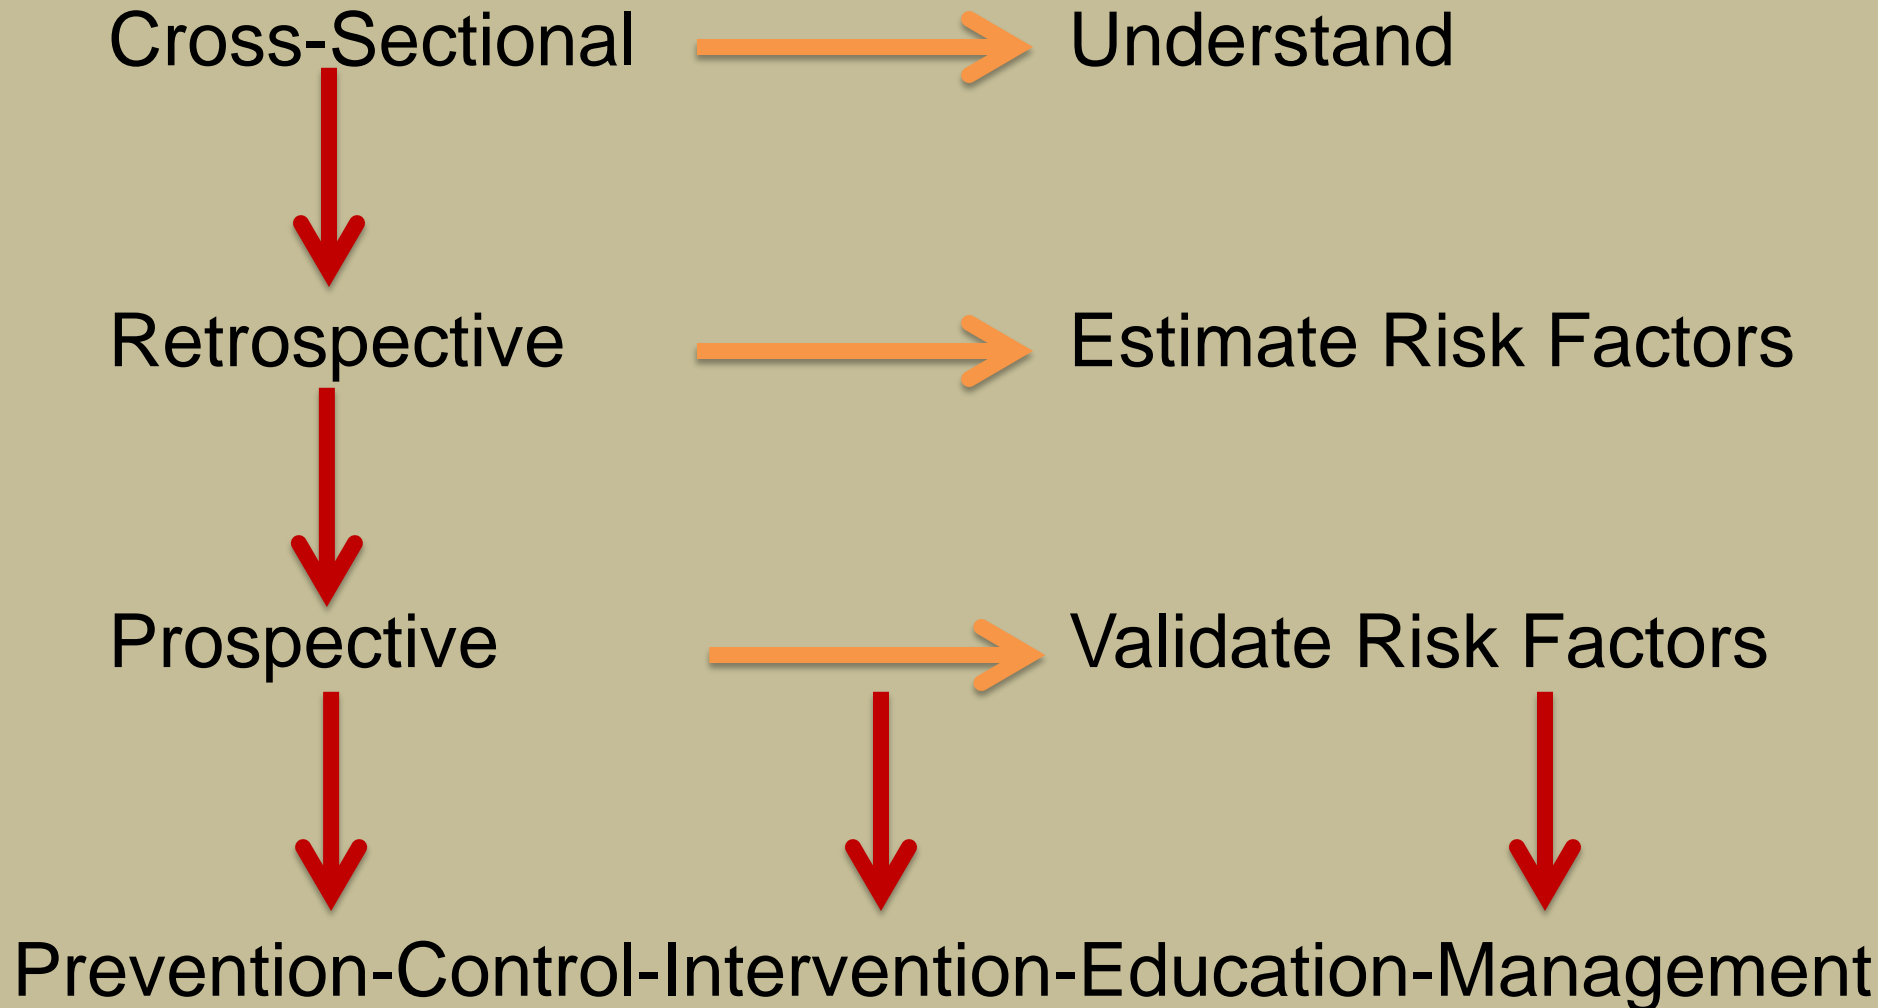 Cross-Sectional Understand
Retrospective Estimate Risk Factors
Prospective Validate Risk Factors
Prevention-Control-Intervention-Education-Management